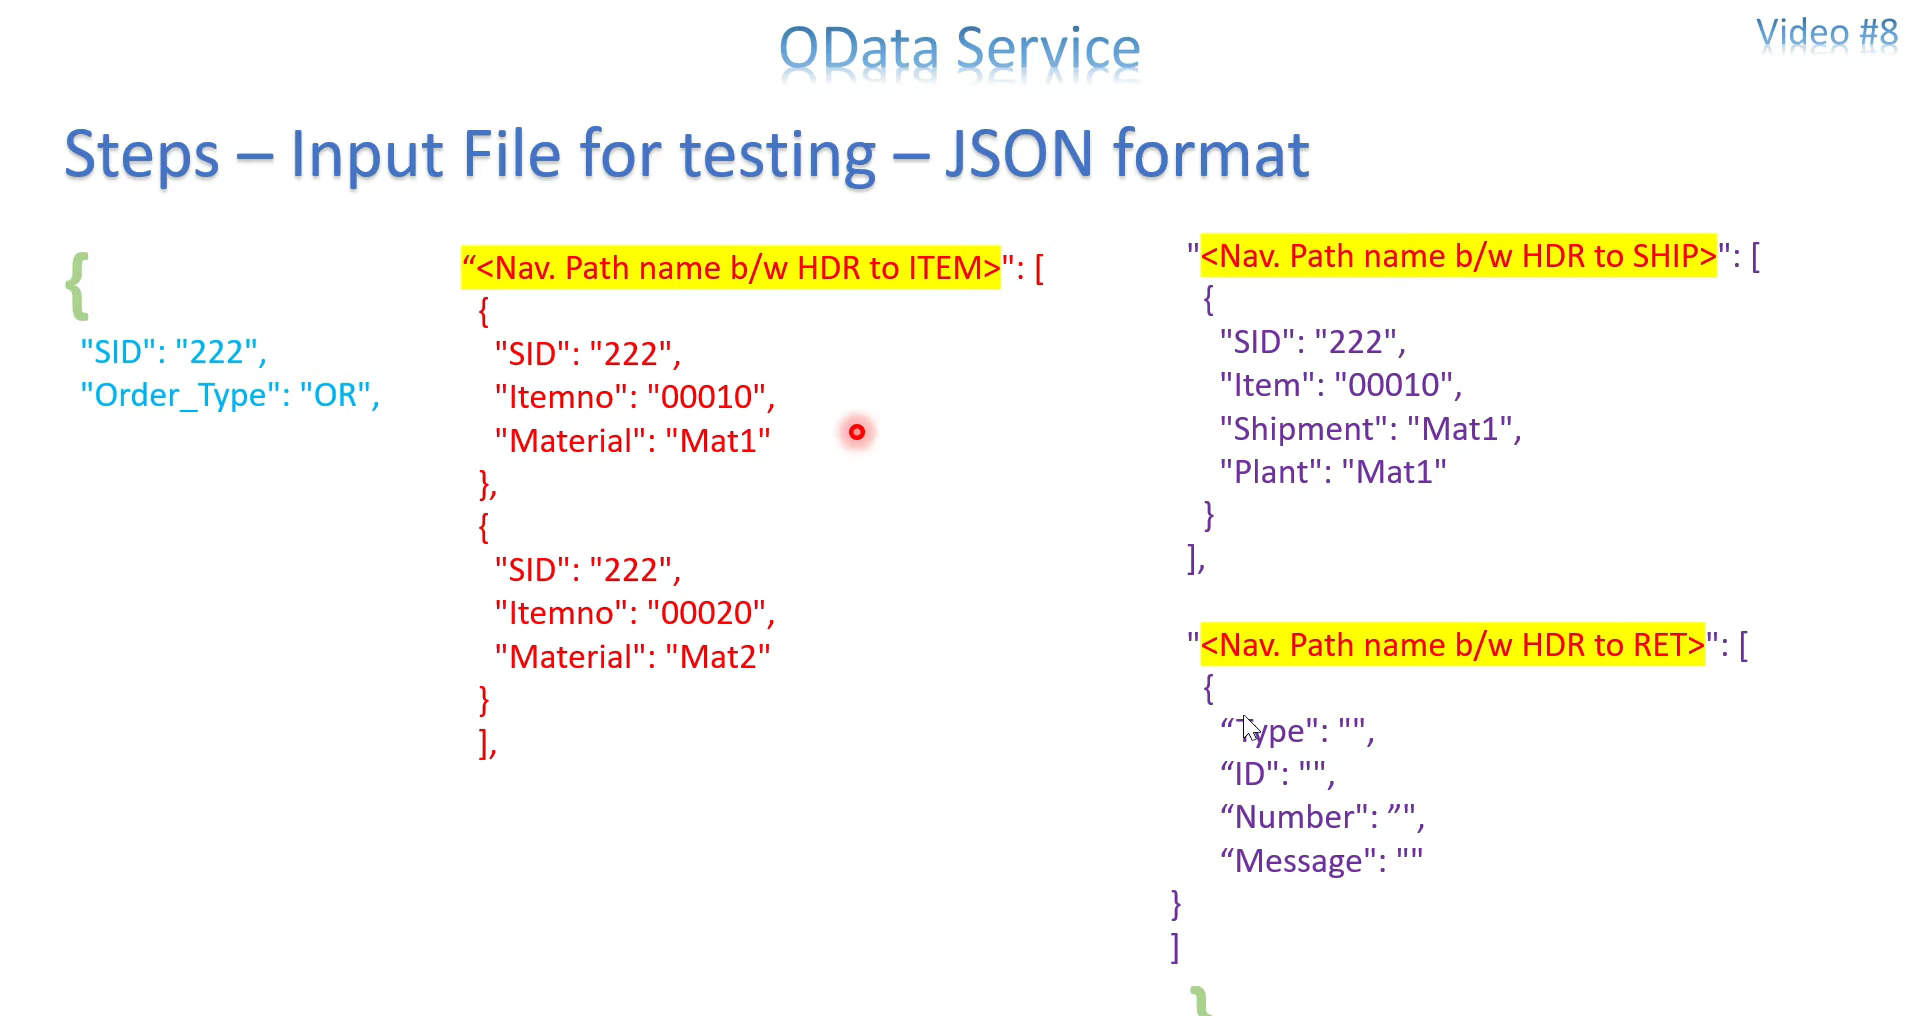 OData Service
Video #8
Steps – Input File for testing – JSON format
{
"SID": "222",
"Order_Type": "OR",
“<Nav. Path name b/w HDR to ITEM>": [
{
"SID": "222",
"Itemno": "00010",
"Material": "Mat1"
},
{
"SID": "222",
"Itemno": "00020",
"Material": "Mat2"
}
],
"<Nav. Path name b/w HDR to SHIP>": [
{
"SID": "222",
"Item": "00010",
"Shipment": "Mat1",
"Plant": "Mat1"
}
],
"<Nav. Path name b/w HDR to RET>": [
{
“Type": "",
“ID": "",
“Number": ”",
“Message": ""
}
]
}